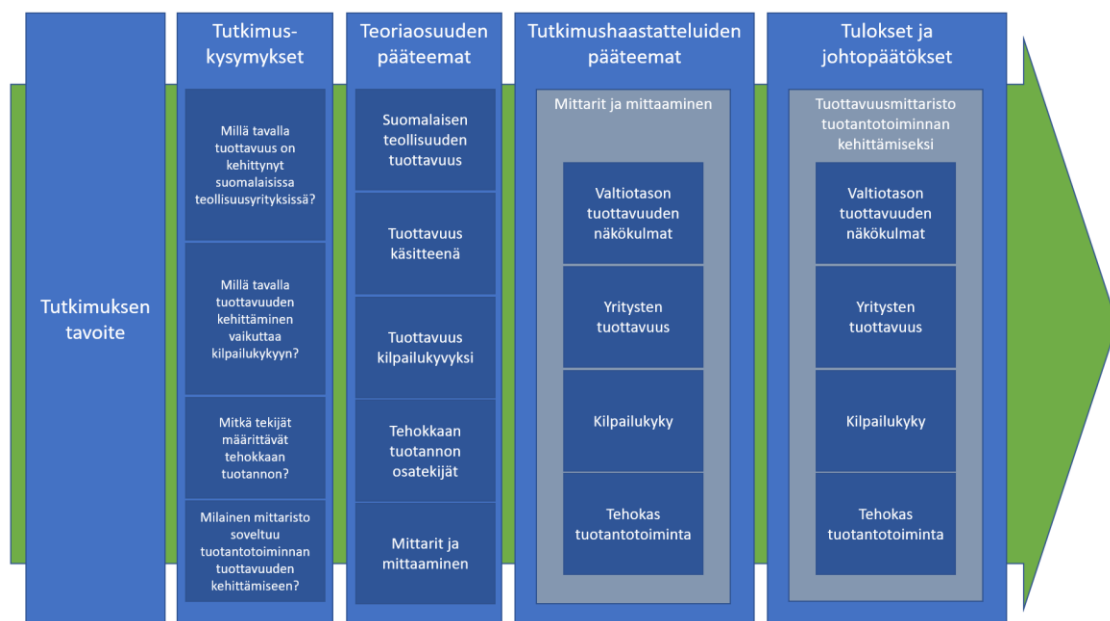 Tutkimuksen
tavoite
Tutkimus-
kysymykset
Millä tavalla
tuottavuus on
kehittynyt
suomalaisissa
teollisuusyrityksissä?
Millä tavalla
tuottavuuden
kehittäminen
vaikuttaa
kilpailukykyyn?
Mitkä tekijät
määrittävät
tehokkaan
tuotannon?
Milainen mittaristo
soveltuu
tuotantotoiminnan
tuottavuuden
kehittämiseen?
Teoriaosuuden
pääteemat
Suomalaisen
teollisuuden
tuottavuus
Tuottavuus
käsitteenä
Tuottavuus
kilpailukyvyksi
Tehokkaan
tuotannon
osatekijät
Mittarit ja
mittaaminen
Tutkimushaastatteluiden
pääteemat
Mittarit ja mittaaminen
Valtiotason
tuottavuuden
näkökulmat
Yritysten
tuottavuus
Kilpailukyky
Tehokas
tuotantotoiminta
Tulokset ja
johtopäätökset
Tuottavuusmittaristo
tuotantotoiminnan
kehittämiseksi
Valtiotason
tuottavuuden
näkökulmat
Yritysten
tuottavuus
Kilpailukyky
Tehokas
tuotantotoiminta